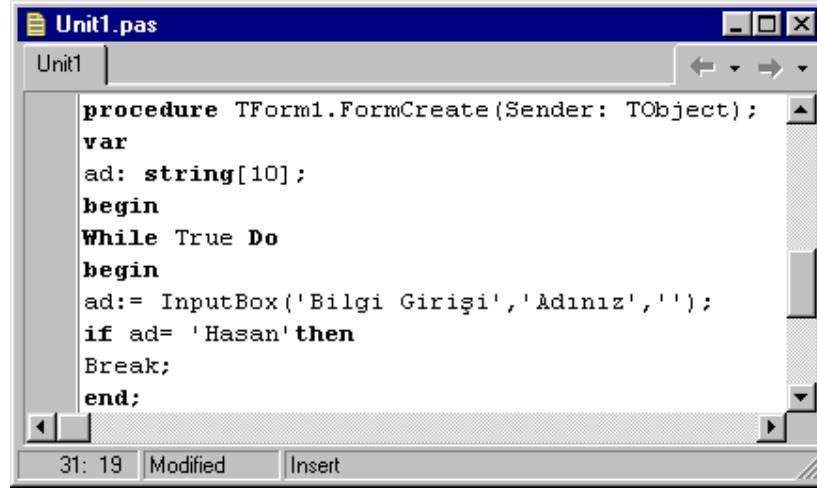 Unit1.pas
Unit1
procedure TForm1.FormCreate(Sender: TObject);
var
ad: string[10];
begin
While True Do
begin
ad:= InputBox('Bilgi Girişi','Adınız','');
if ad= 'Hasan'then
Break;
end;
31: 19 Modified Insert